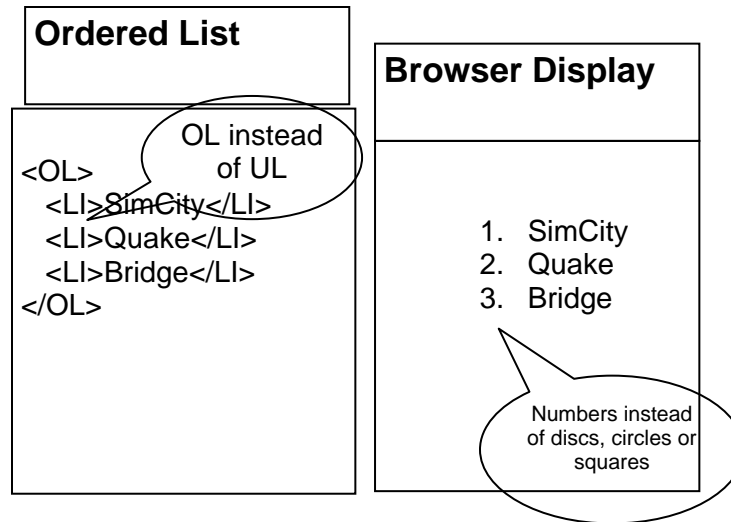 Ordered List
OL instead
of UL
<OL>
<LI>SimCity</LI>
<LI>Quake</LI>
<LI>Bridge</LI>
</OL>
Browser Display
1. SimCity
2. Quake
3. Bridge
Numbers instead
of discs, circles or
squares